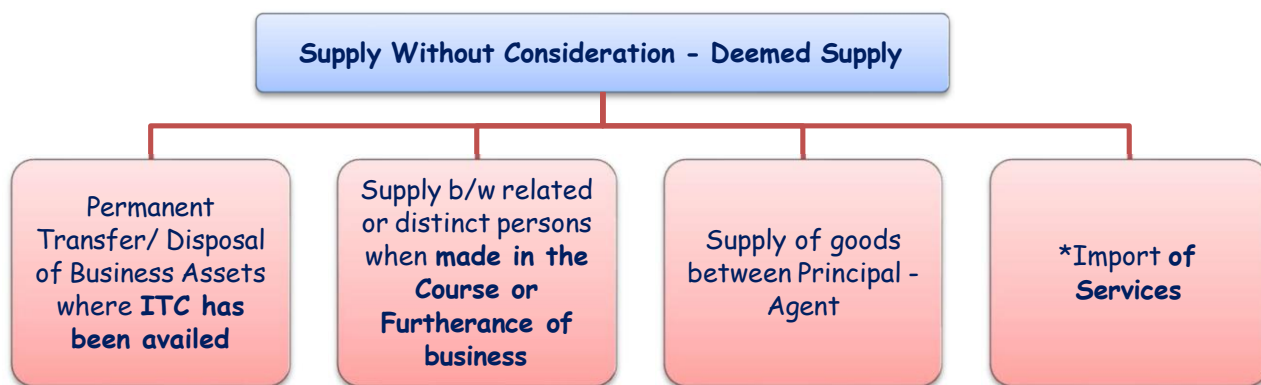 Supply Without Consideration - Deemed Supply
Permanent
Transfer/ Disposal
of Business Assets
where ITC has
been availed
Supply b/w related
or distinct persons
when made in the
Course or
Furtherance of
business
Supply of goods
between Principal -
Agent
*Import of
Services